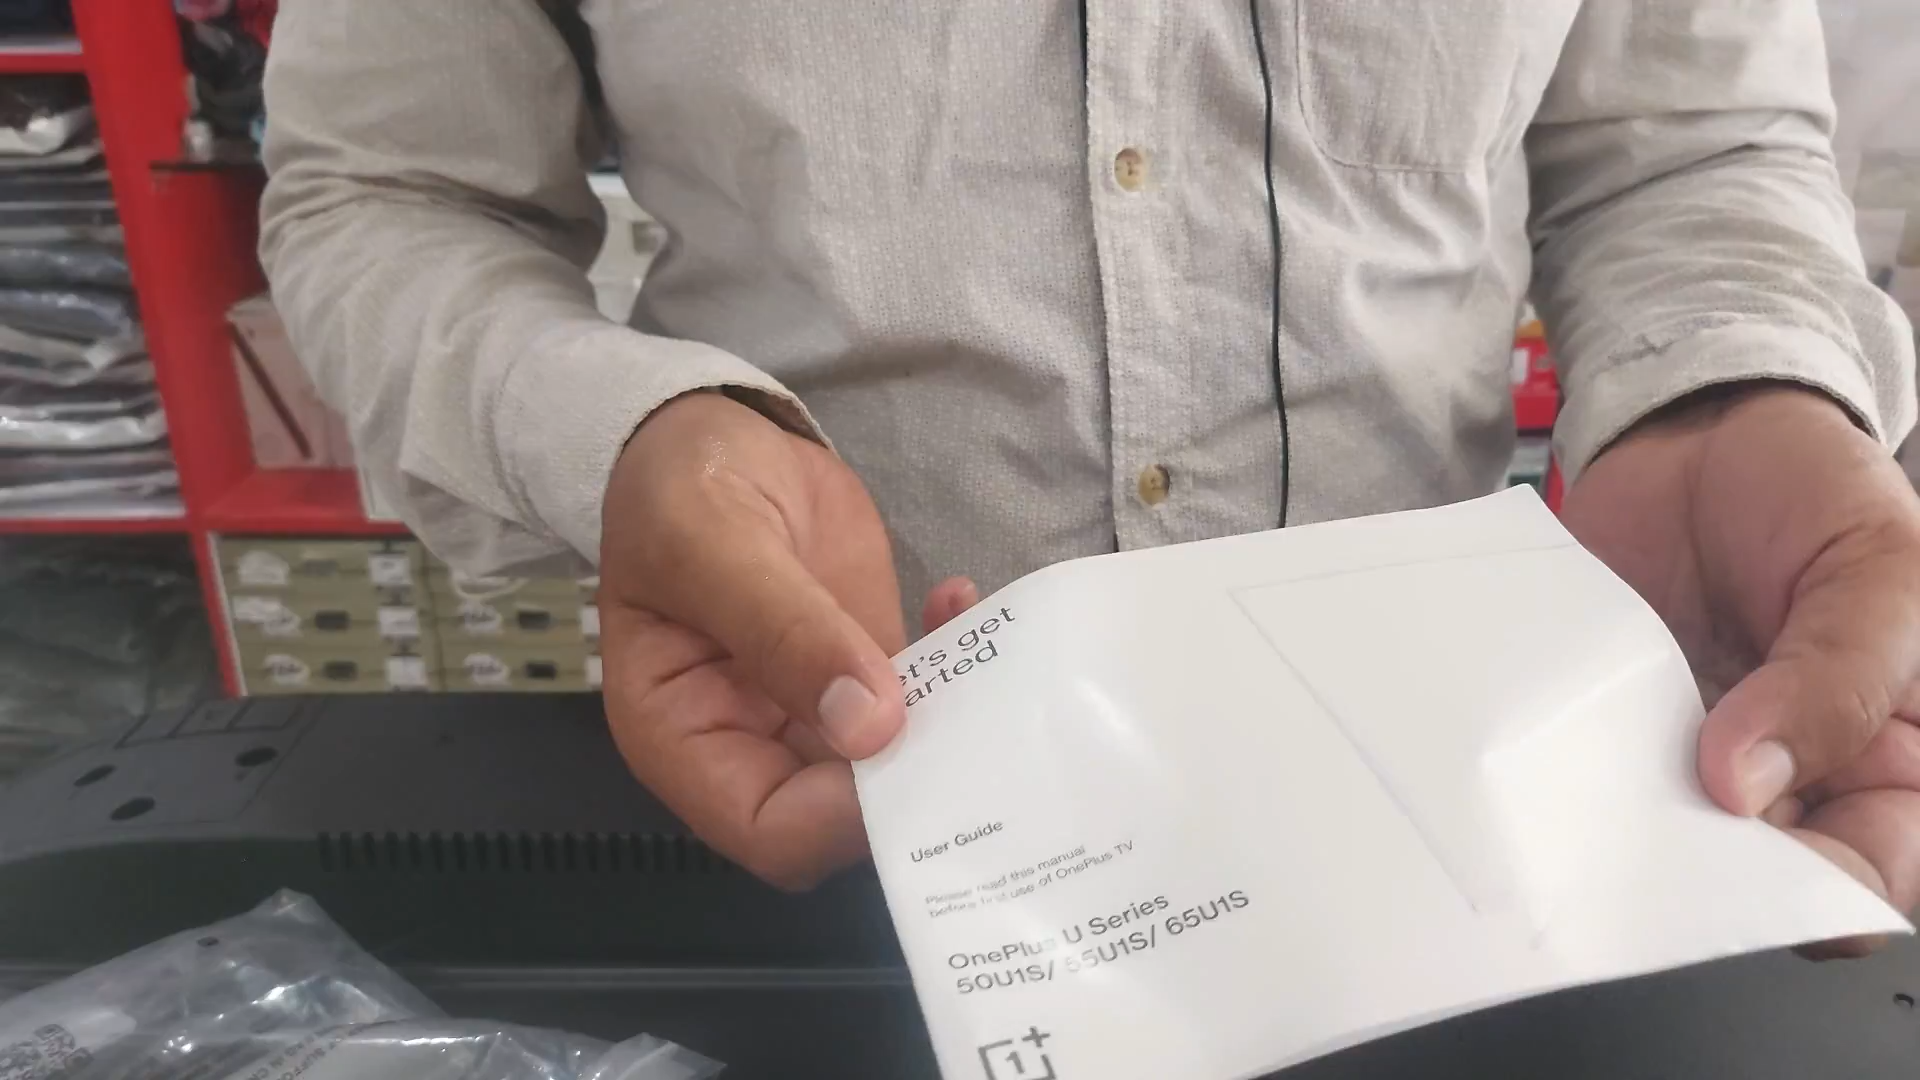 et's get
arted
User Guide
Please read this manual
before first use of OnePlus TV
OnePlus U Series
50U1S/ 55U1S/ 65U1S
1+